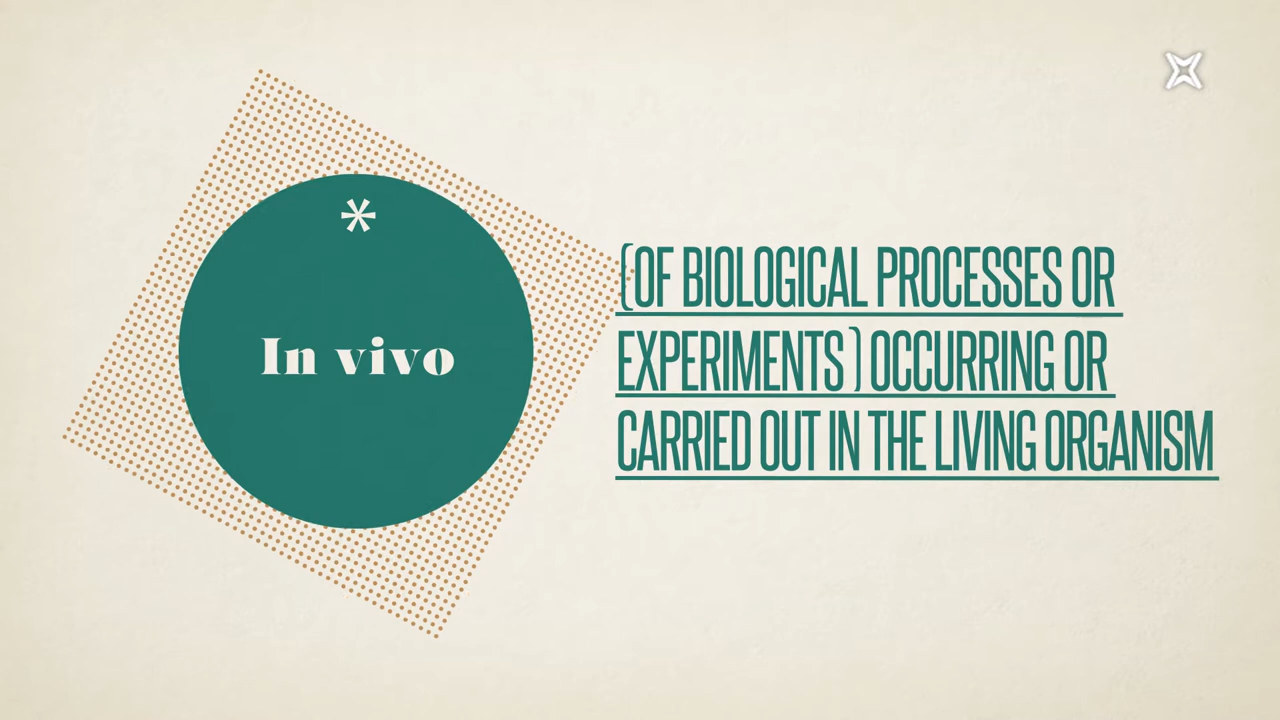 *
In vivo
(OF BIOLOGICAL PROCESSES OR
EXPERIMENTS ) OCCURRING OR
CARRIED OUT IN THE LIVING ORGANISM